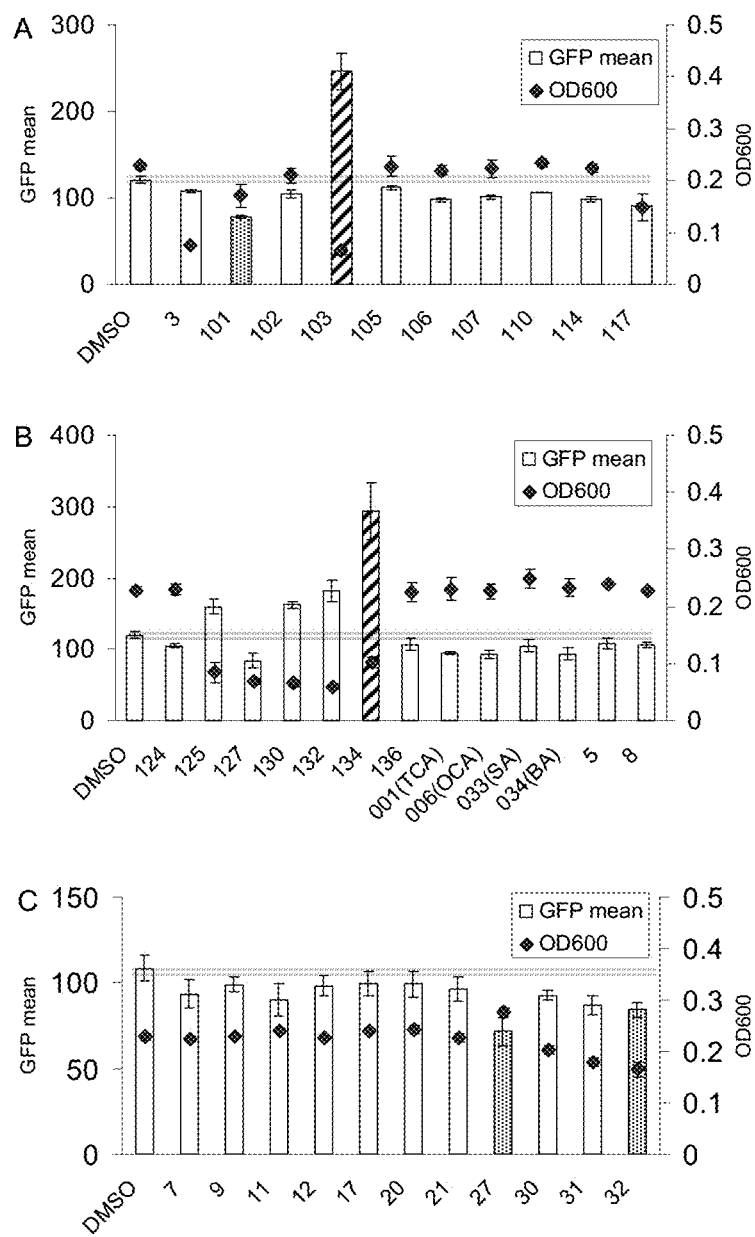 A
GFP mean
300
200
100
0
GFP mean
OD600
0.5
0.4
0.3
0.2
0.1
0
OD600
DMSO
3
101
102
103
105
106
107
110
114
117
B
GFP mean
400
300
200
100
0
GFP mean
OD600
0.5
0.4
0.3
0.2
0.1
0
OD600
DMSO
124
125
127
130
132
134
136
001(TCA)
006(OCA)
033(SA)
034(BA)
5
8
C
GFP mean
150
100
50
0
GFP mean
OD600
0.5
0.4
0.3
0.2
0.1
0
OD600
DMSO
7
9
11
12
17
20
21
27
30
31
32